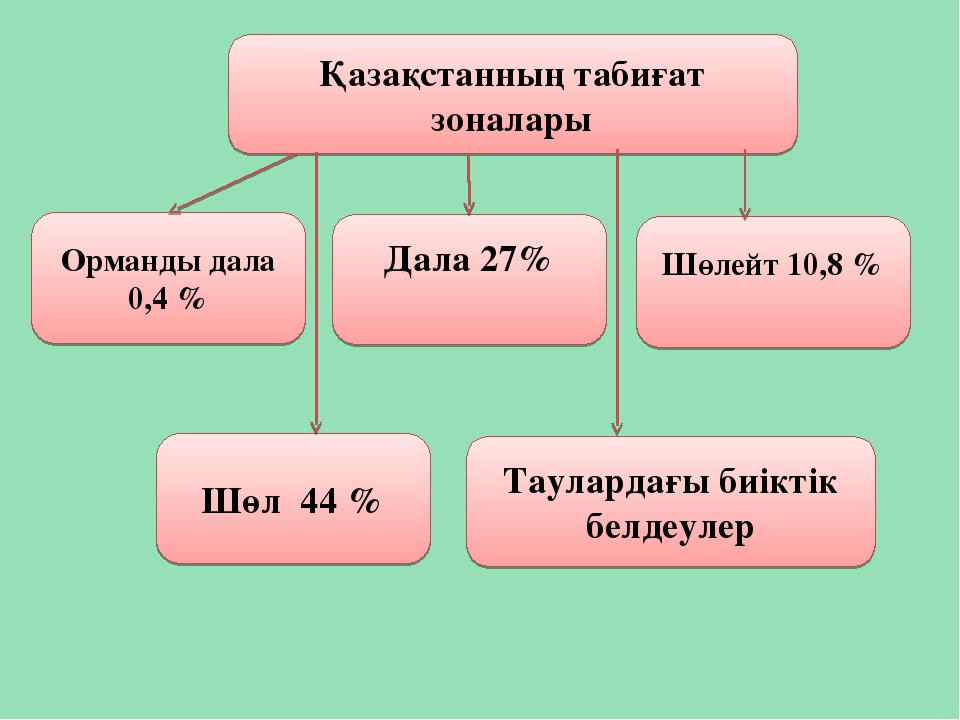 Қазақстанның табиғат
зоналары
Орманды дала
0,4 %
Дала 27%
Шөлейт 10,8 %
Шөл  44 %
Таулардағы биіктік
белдеулер